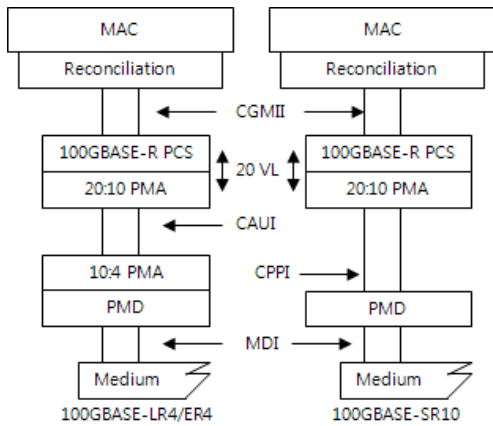 MAC MAC
Reconciliation Reconciliation
CGMII
100GBASE-R PCS 100GBASE-R PCS
20 VL
20:10 PMA 20:10 PMA
CAUI
10:4 PMA
CPPI
PMD PMD
MDI
Medium Medium
100GBASE-LR4/ER4 100GBASE-SR10